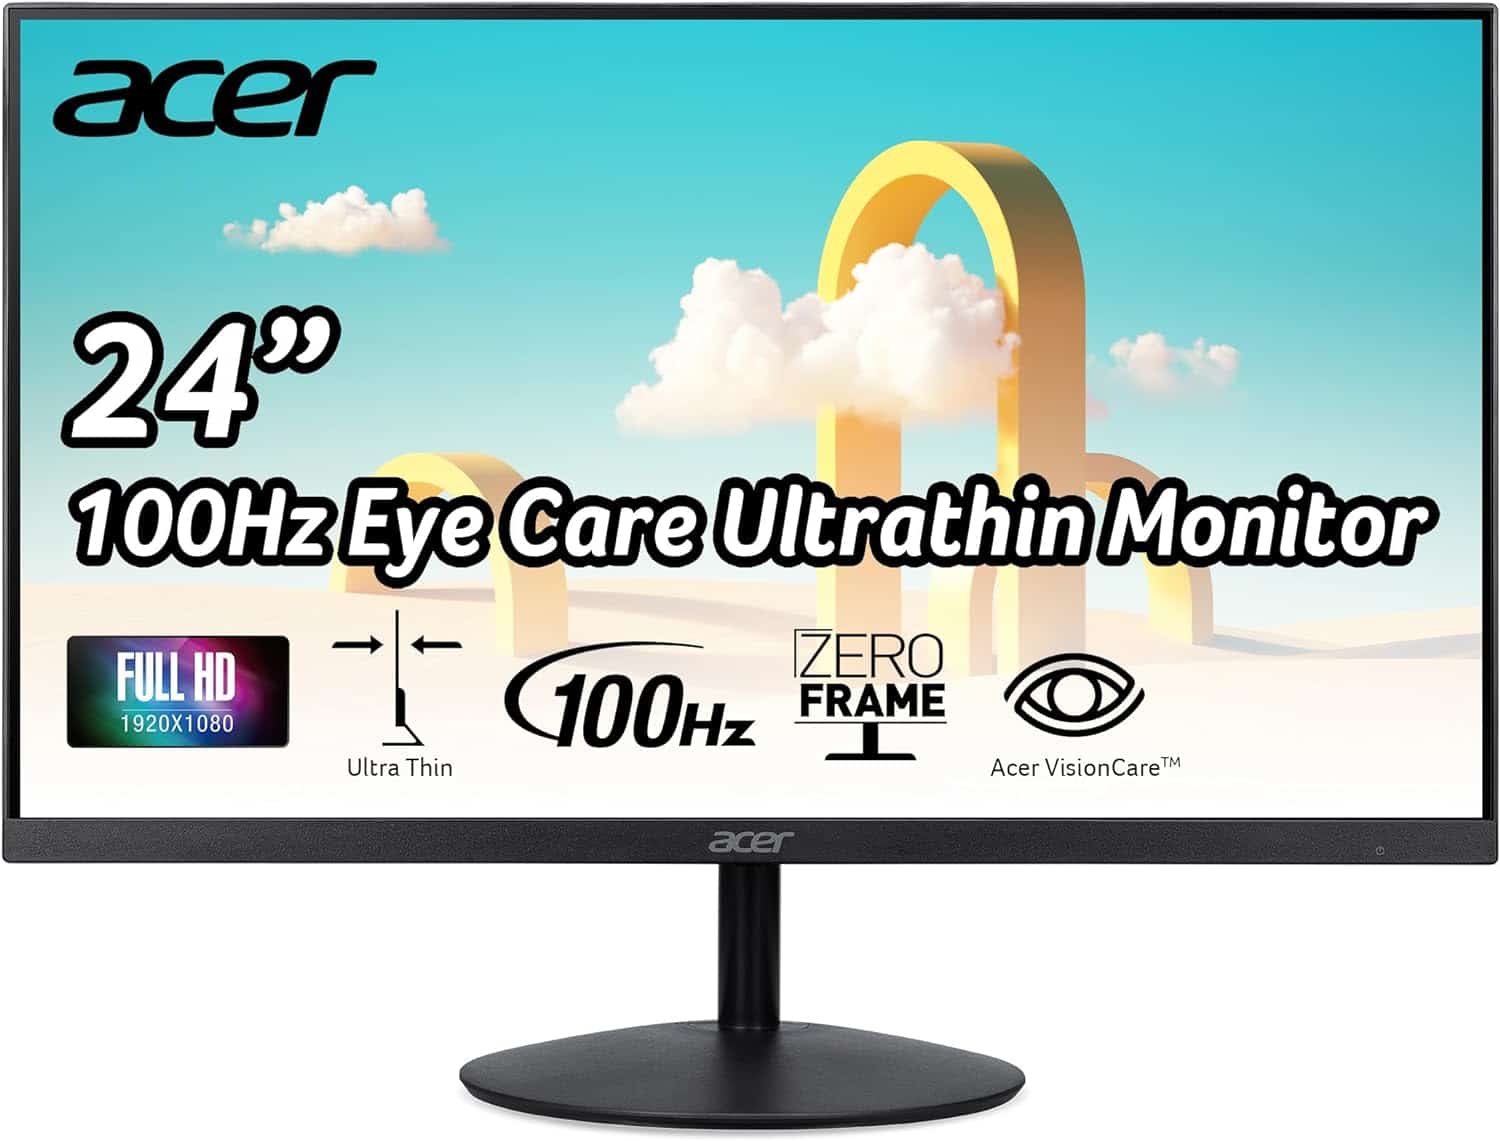 acer
24”
100Hz Eye Care Ultrathin Monitor
FULL HD
1920X1080
Ultra Thin
100Hz
ZERO
FRAME
Acer VisionCare™
acer